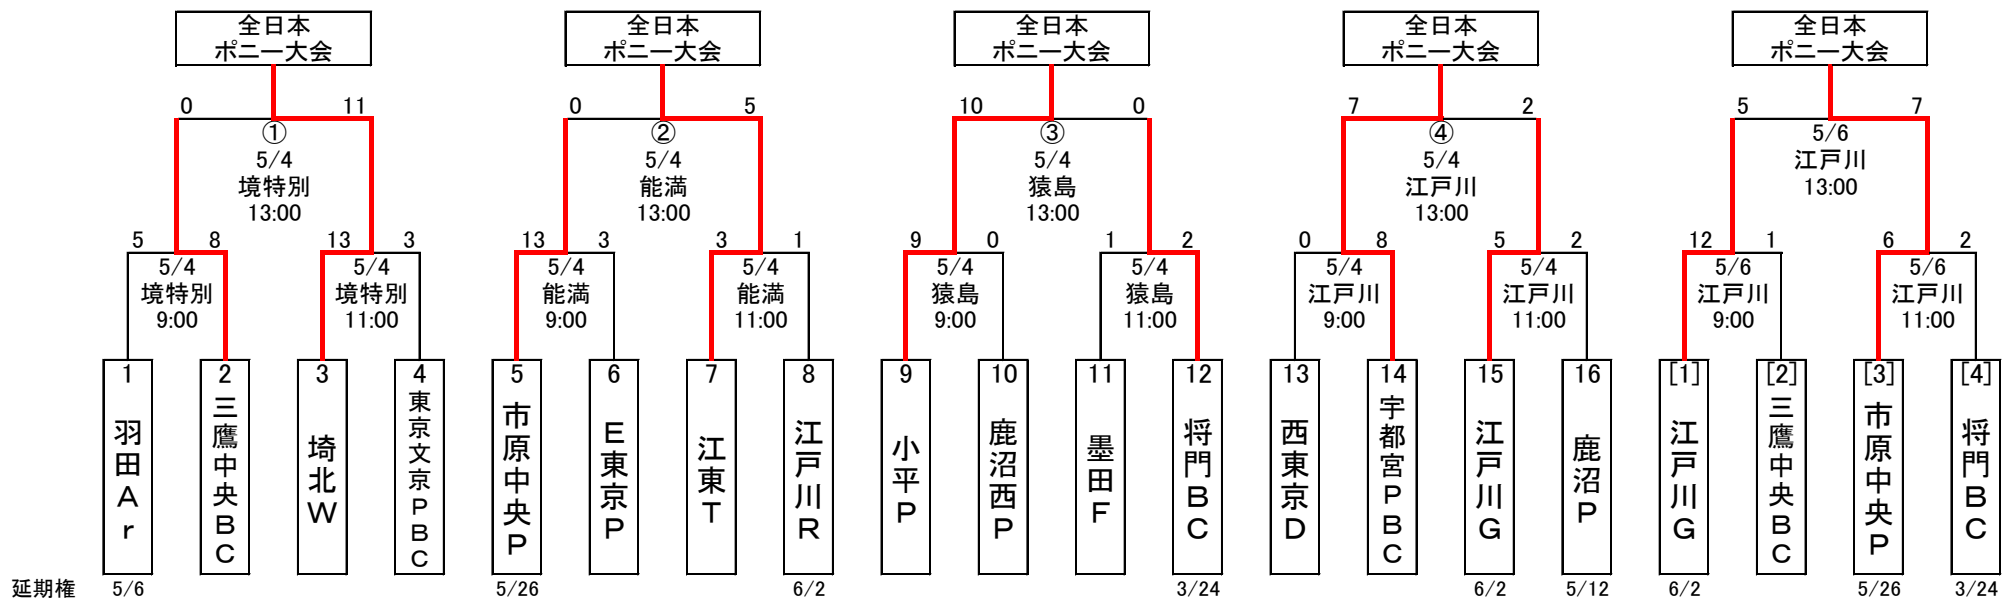 全日本 全日本 全日本 全日本 全日本
ポニー大会 ポニー大会 ポニー大会 ポニー大会 ポニー大会
0 11 0 5 10 0 7 2 5 7
① ② ③ ④ 5/6
5/4 5/4 5/4 5/4 江戸川
境特別 能満 猿島 江戸川 13:00
13:00 13:00 13:00 13:00
5 8 13 3 13 3 3 1 9 0 1 2 0 8 5 2 12 1 6 2
5/4 5/4 5/4 5/4 5/4 5/4 5/4 5/4 5/6 5/6
境特別 境特別 能満 能満 猿島 猿島 江戸川 江戸川 江戸川 江戸川
9:00 11:00 9:00 11:00 9:00 11:00 9:00 11:00 9:00 11:00
1 2 3 4 5 6 7 8 9 10 11 12 13 14 15 16 [1] [2] [3] [4]
羽田Ar
三鷹中央BC
埼北W
東京文京PBC
市原中央P
E東京P
江東T
江戸川R
小平P
鹿沼西P
墨田F
将門BC
西東京D
宇都宮PBC
江戸川G
鹿沼P
江戸川G
三鷹中央BC
市原中央P
将門BC
延期権 5/6 5/26 6/2 3/24 6/2 5/12 6/2 5/26 3/24